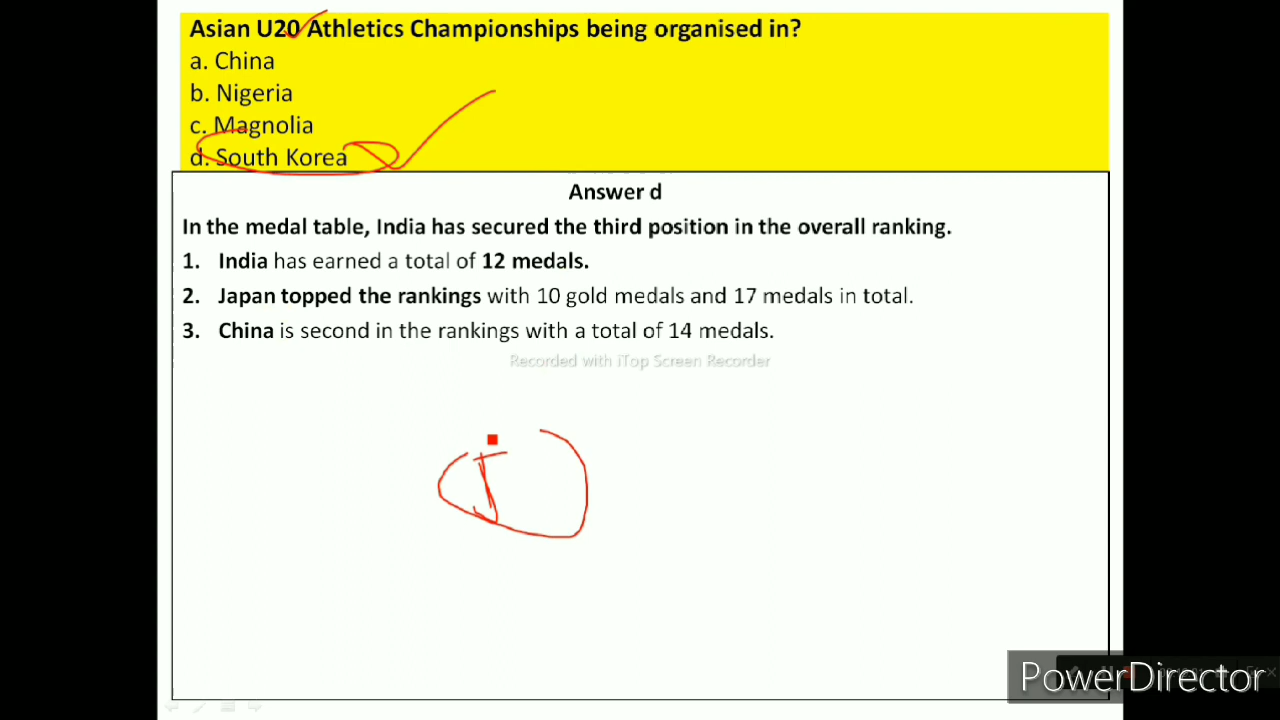 Asian U20 Athletics Championships being organised in?
a. China
b. Nigeria
c. Magnolia
d. South Korea
Answer d
In the medal table, India has secured the third position in the overall ranking.
1. India has earned a total of 12 medals.
2. Japan topped the rankings with 10 gold medals and 17 medals in total.
3. China is second in the rankings with a total of 14 medals.
Recorded with iTop Screen Recorder
PowerDirector